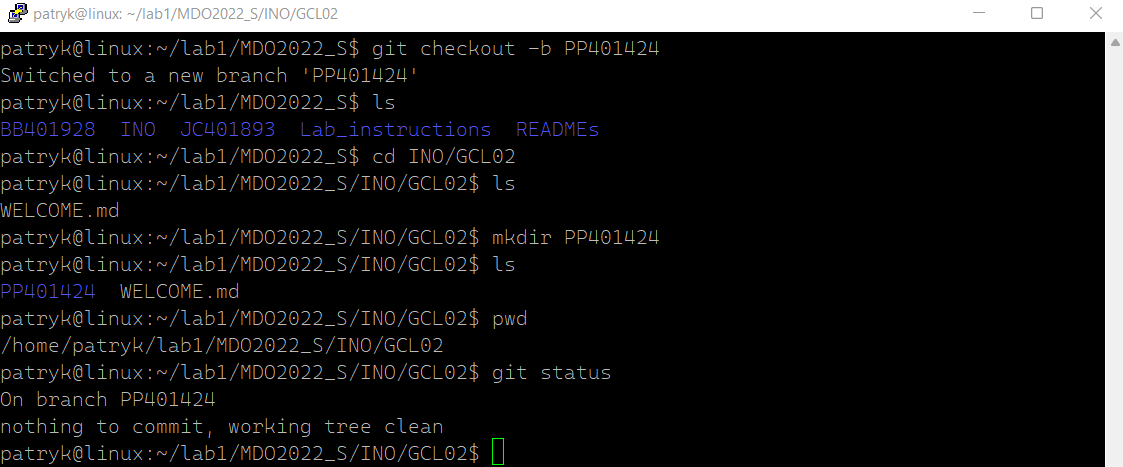 patryk@linux: ~/lab1/MDO2022_S/INO/GCL02
patryk@linux:~/lab1/MDO2022_S$ git checkout -b PP401424
Switched to a new branch 'PP401424'
patryk@linux:~/lab1/MDO2022_S$ ls
BB401928  INO  JC401893  Lab_instructions  READMEs
patryk@linux:~/lab1/MDO2022_S$ cd INO/GCL02
patryk@linux:~/lab1/MDO2022_S/INO/GCL02$ ls
WELCOME.md
patryk@linux:~/lab1/MDO2022_S/INO/GCL02$ mkdir PP401424
patryk@linux:~/lab1/MDO2022_S/INO/GCL02$ ls
PP401424  WELCOME.md
patryk@linux:~/lab1/MDO2022_S/INO/GCL02$ pwd
/home/patryk/lab1/MDO2022_S/INO/GCL02
patryk@linux:~/lab1/MDO2022_S/INO/GCL02$ git status
On branch PP401424
nothing to commit, working tree clean
patryk@linux:~/lab1/MDO2022_S/INO/GCL02$